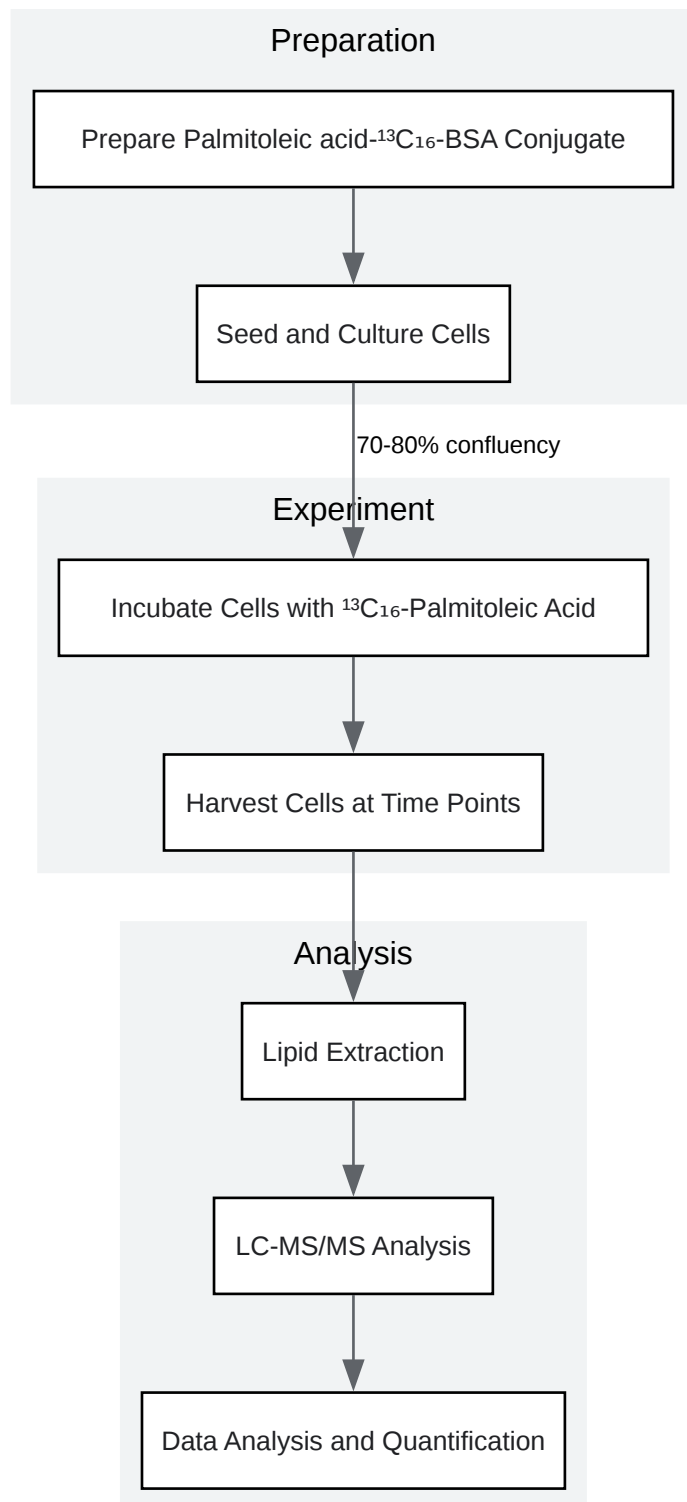 Preparation
Prepare Palmitoleic acid-¹³C₁₆-BSA Conjugate
Seed and Culture Cells
70-80% confluency
Experiment
Incubate Cells with ¹³C₁₆-Palmitoleic Acid
Harvest Cells at Time Points
Analysis
Lipid Extraction
LC-MS/MS Analysis
Data Analysis and Quantification